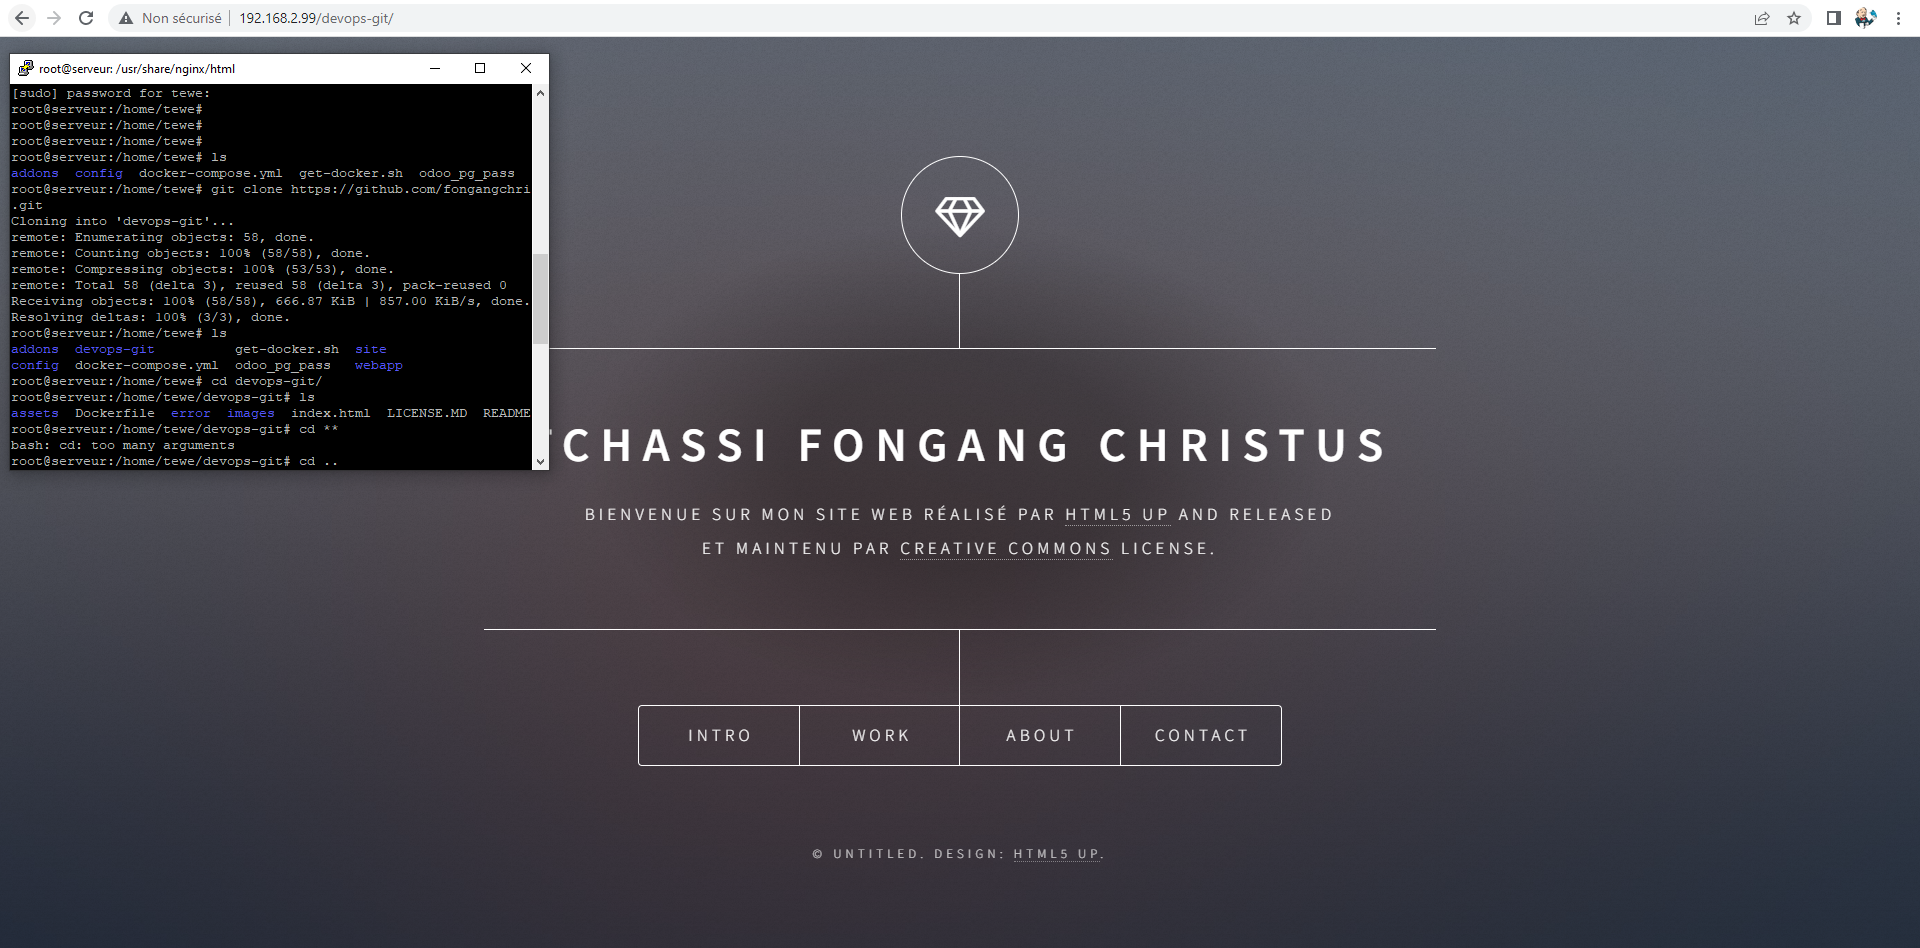 Non sécurisé 192.168.2.99/devops-git/
root@serveur: /usr/share/nginx/html
[sudo] password for tewe:
root@serveur:/home/tewe#
root@serveur:/home/tewe#
root@serveur:/home/tewe#
root@serveur:/home/tewe# ls
addons config docker-compose.yml get-docker.sh odoo_pg_pass
root@serveur:/home/tewe# git clone https://github.com/fongangchri
.git
Cloning into 'devops-git'...
remote: Enumerating objects: 58, done.
remote: Counting objects: 100% (58/58), done.
remote: Compressing objects: 100% (53/53), done.
remote: Total 58 (delta 3), reused 58 (delta 3), pack-reused 0
Receiving objects: 100% (58/58), 666.87 KiB | 857.00 KiB/s, done.
Resolving deltas: 100% (3/3), done.
root@serveur:/home/tewe# ls
addons devops-git get-docker.sh site
config docker-compose.yml odoo_pg_pass webapp
root@serveur:/home/tewe# cd devops-git/
root@serveur:/home/tewe/devops-git# ls
assets Dockerfile error images index.html LICENSE.MD README
root@serveur:/home/tewe/devops-git# cd **
bash: cd: too many arguments
root@serveur:/home/tewe/devops-git# cd ..
TCHASSI FONGANG CHRISTUS
BIENVENUE SUR MON SITE WEB RÉALISÉ PAR HTML5 UP AND RELEASED
ET MAINTENU PAR CREATIVE COMMONS LICENSE.
INTRO WORK ABOUT CONTACT
© UNTITLED. DESIGN: HTML5 UP.